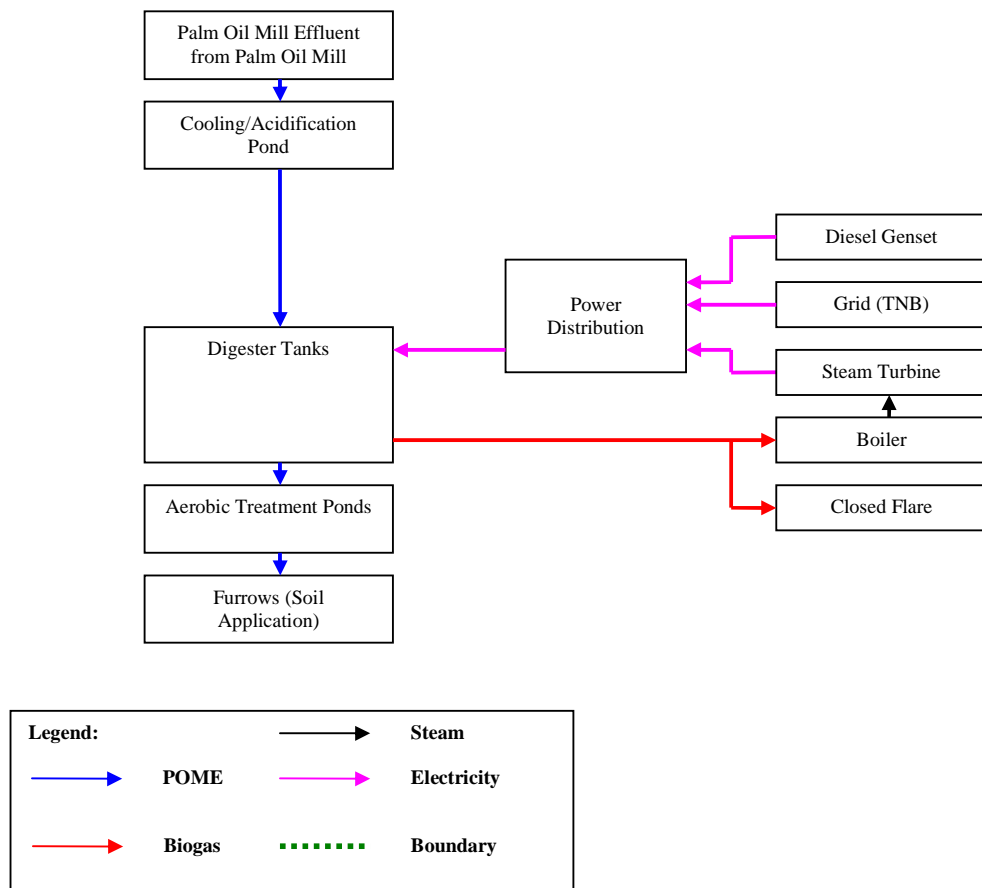 Palm Oil Mill Effluent
from Palm Oil Mill
Cooling/Acidification
Pond
Diesel Genset
Power
Distribution
Grid (TNB)
Digester Tanks
Steam Turbine
Boiler
Aerobic Treatment Ponds
Closed Flare
Furrows (Soil
Application)
Legend:
Steam
POME
Electricity
Biogas
Boundary